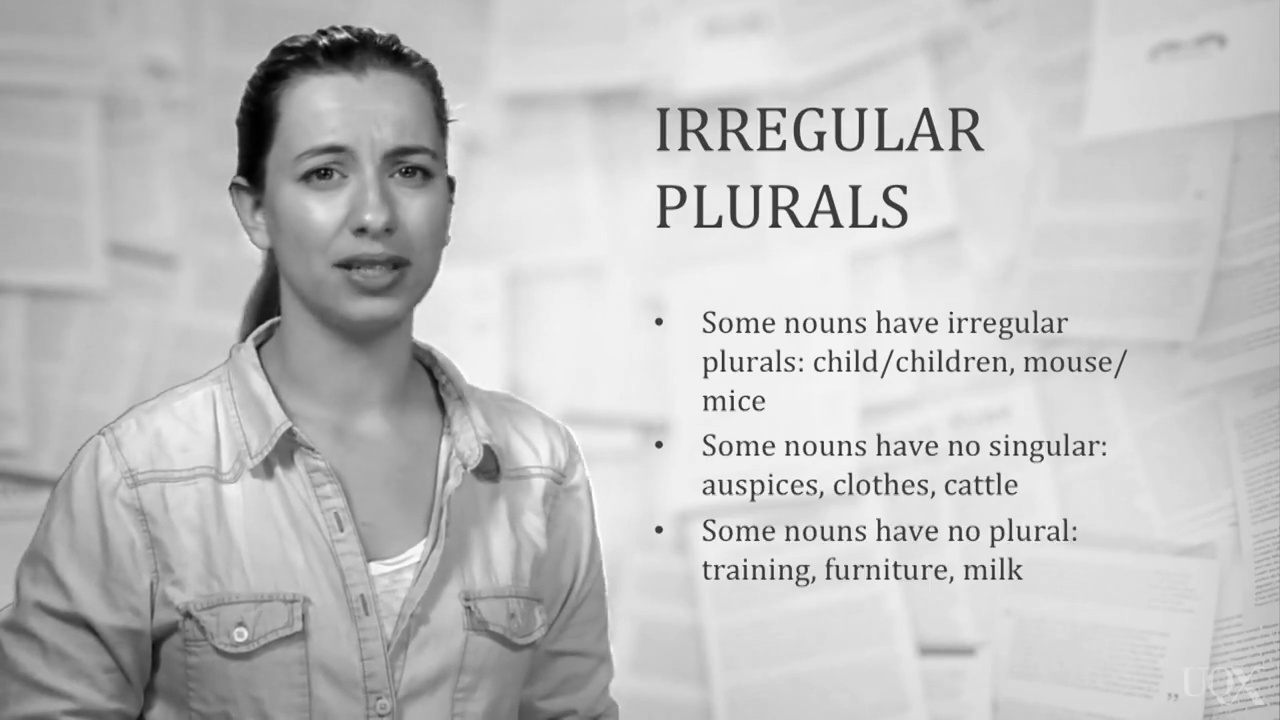 IRREGULAR
PLURALS
• Some nouns have irregular
plurals: child/children, mouse/
mice
• Some nouns have no singular:
auspices, clothes, cattle
• Some nouns have no plural:
training, furniture, milk
UQX